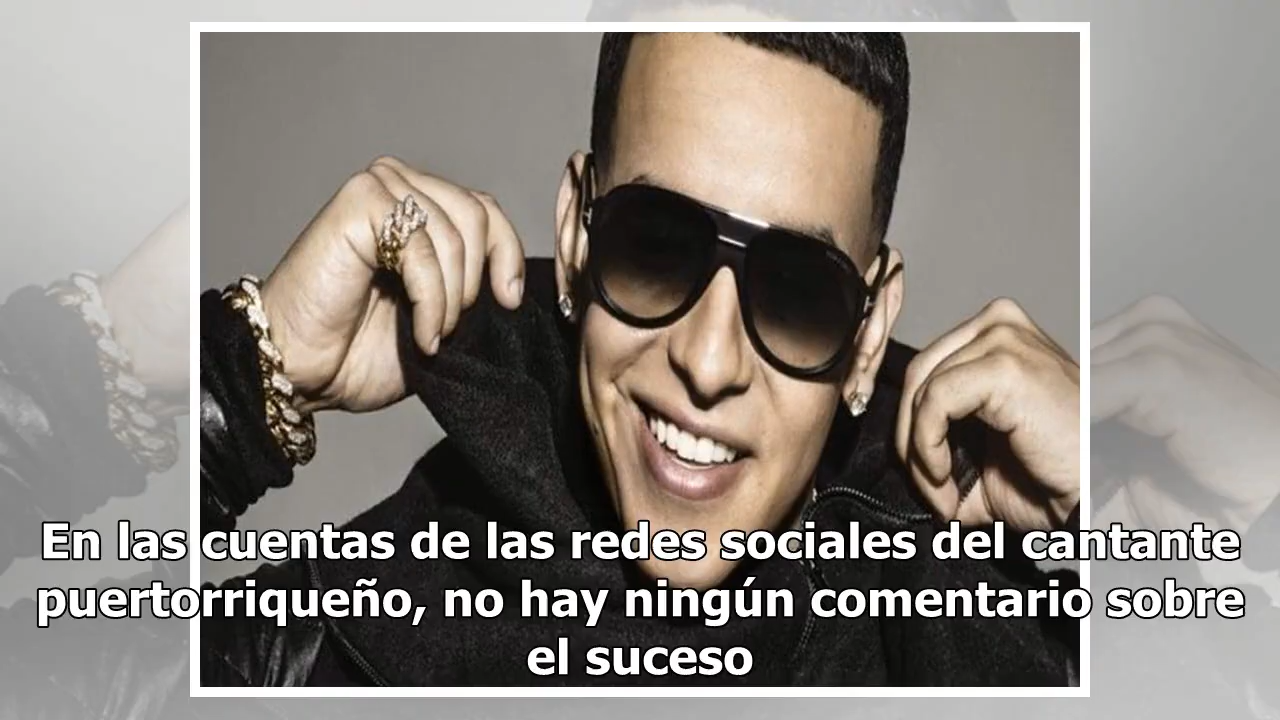 En las cuentas de las redes sociales del cantante
puertorriqueño, no hay ningún comentario sobre
el suceso